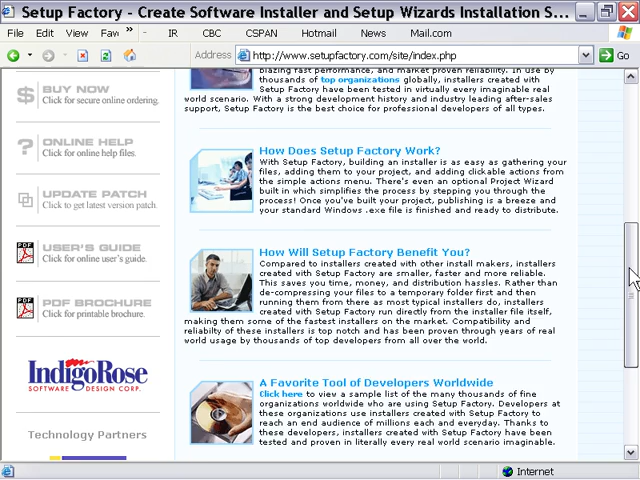 Setup Factory - Create Software Installer and Setup Wizards Installation S...
File Edit View Fav » - IR CBC CSPAN Hotmail News Mail.com
Address http://www.setupfactory.com/site/index.php Go
BUY NOW
Click for secure online ordering.
ONLINE HELP
Click for online help files.
UPDATE PATCH
Click to get latest version patch.
PDF USER'S GUIDE
Click for online user's guide.
PDF PDF BROCHURE
Click for printable brochure.
IndigoRose
SOFTWARE DESIGN CORP.
Technology Partners
blazing fast performance, and market proven reliability. In use by
thousands of top organizations globally, installers created with
Setup Factory have been tested in virtually every imaginable real
world scenario. With a strong development history and industry leading after-sales
support, Setup Factory is the best choice for professional developers of all types.
How Does Setup Factory Work?
With Setup Factory, building an installer is as easy as gathering your
files, adding them to your project, and adding clickable actions from
the simple actions menu. There's even an optional Project Wizard
built in which simplifies the process by stepping you through the
process! Once you've built your project, publishing is a breeze and
your standard Windows .exe file is finished and ready to distribute.
How Will Setup Factory Benefit You?
Compared to installers created with other install makers, installers
created with Setup Factory are smaller, faster and more reliable.
This saves you time, money, and distribution hassles. Rather than
de-compressing your files to a temporary folder first and then
running them from there as most typical installers do, installers
created with Setup Factory run directly from the installer file itself,
making them some of the fastest installers on the market. Compatibility and
reliabilty of these installers is top notch and has been proven through years of real
world usage by thousands of top developers from all over the world.
A Favorite Tool of Developers Worldwide
Click here to view a sample list of the many thousands of fine
organizations worldwide who are using Setup Factory. Developers at
these organizations use installers created with Setup Factory to
reach an end audience of millions each and everyday. Thanks to
these developers, installers created with Setup Factory have been
tested and proven in literally every real world scenario imaginable.
Internet